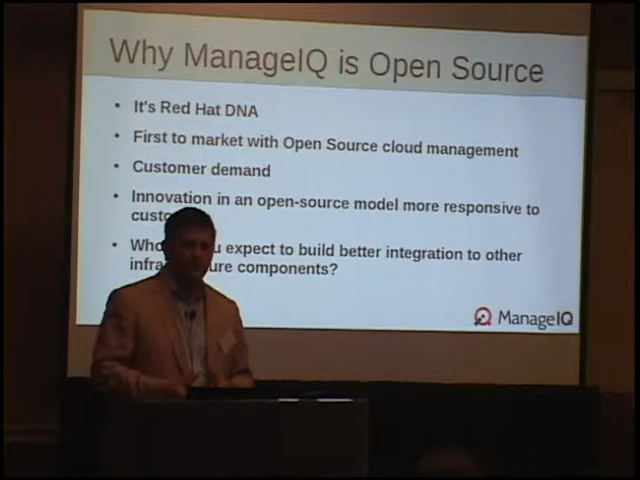 Why ManageIQ is Open Source
• It's Red Hat DNA
• First to market with Open Source cloud management
• Customer demand
• Innovation in an open-source model more responsive to
• expect to build better integration to other
components?
ManageIQ